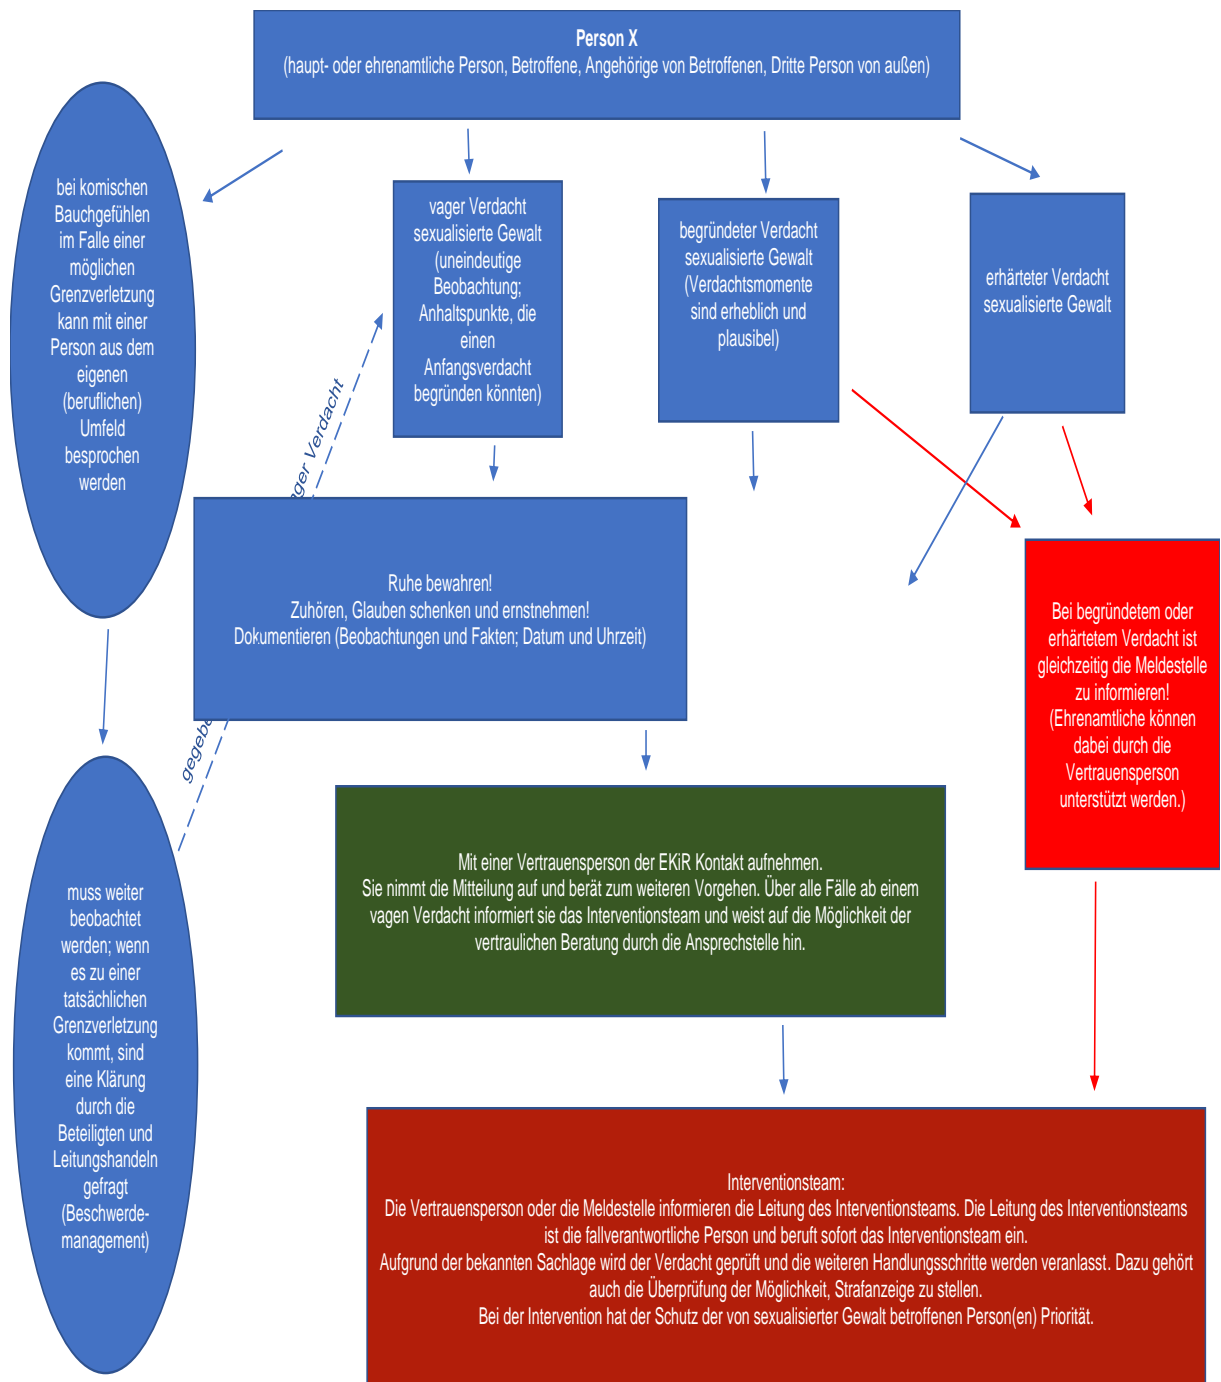 Person X
(haupt- oder ehrenamtliche Person, Betroffene, Angehörige von Betroffenen, Dritte Person von außen)
bei komischen
Bauchgefühlen
im Falle einer
möglichen
Grenzverletzung
kann mit einer
Person aus dem
eigenen
(beruflichen)
Umfeld
besprochen
werden
vager Verdacht
sexualisierte Gewalt
(uneindeutige
Beobachtung;
Anhaltspunkte, die
einen
Anfangsverdacht
begründen könnten)
begründeter Verdacht
sexualisierte Gewalt
(Verdachtsmomente
sind erheblich und
plausibel)
erhärteter Verdacht
sexualisierte Gewalt
Verdacht
Ruhe bewahren!
Zuhören, Glauben schenken und ernstnehmen!
Dokumentieren (Beobachtungen und Fakten; Datum und Uhrzeit)
Bei begründetem oder
erhärtetem Verdacht ist
gleichzeitig die Meldestelle
zu informieren!
(Ehrenamtliche können
dabei durch die
Vertrauensperson
unterstützt werden.)
muss weiter
beobachtet
werden; wenn
es zu einer
tatsächlichen
Grenzverletzung
kommt, sind
eine Klärung
durch die
Beteiligten und
Leitungshandeln
gefragt
(Beschwerde-
management)
Mit einer Vertrauensperson der EKiR Kontakt aufnehmen.
Sie nimmt die Mitteilung auf und berät zum weiteren Vorgehen. Über alle Fälle ab einem
vagen Verdacht informiert sie das Interventionsteam und weist auf die Möglichkeit der
vertraulichen Beratung durch die Ansprechstelle hin.
Interventionsteam:
Die Vertrauensperson oder die Meldestelle informieren die Leitung des Interventionsteams. Die Leitung des Interventionsteams
ist die fallverantwortliche Person und beruft sofort das Interventionsteam ein.
Aufgrund der bekannten Sachlage wird der Verdacht geprüft und die weiteren Handlungsschritte werden veranlasst. Dazu gehört
auch die Überprüfung der Möglichkeit, Strafanzeige zu stellen.
Bei der Intervention hat der Schutz der von sexualisierter Gewalt betroffenen Person(en) Priorität.